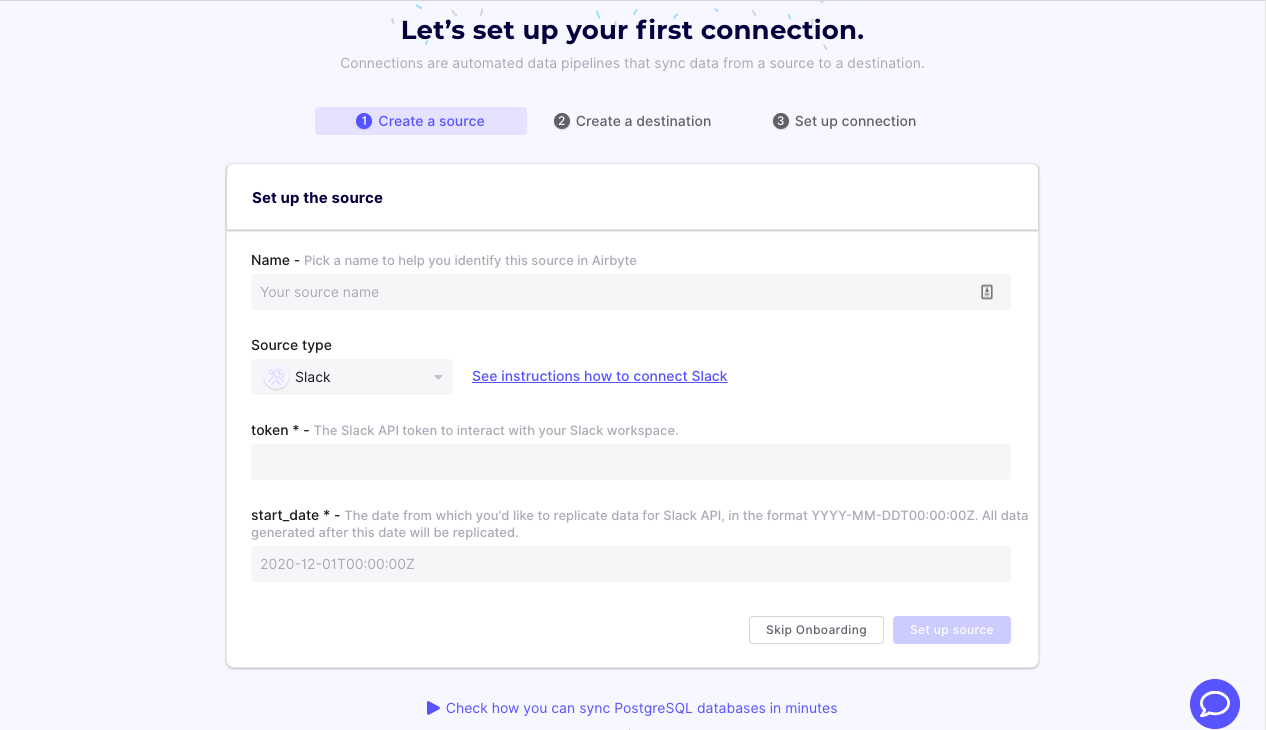 Let’s set up your first connection.
Connections are automated data pipelines that sync data from a source to a destination.
1 Create a source
2 Create a destination
3 Set up connection
Set up the source
Name - Pick a name to help you identify this source in Airbyte
Your source name
Source type
Slack
See instructions how to connect Slack
token * - The Slack API token to interact with your Slack workspace.
start_date * - The date from which you'd like to replicate data for Slack API, in the format YYYY-MM-DDT00:00:00Z. All data
generated after this date will be replicated.
2020-12-01T00:00:00Z
Skip Onboarding
Set up source
Check how you can sync PostgreSQL databases in minutes